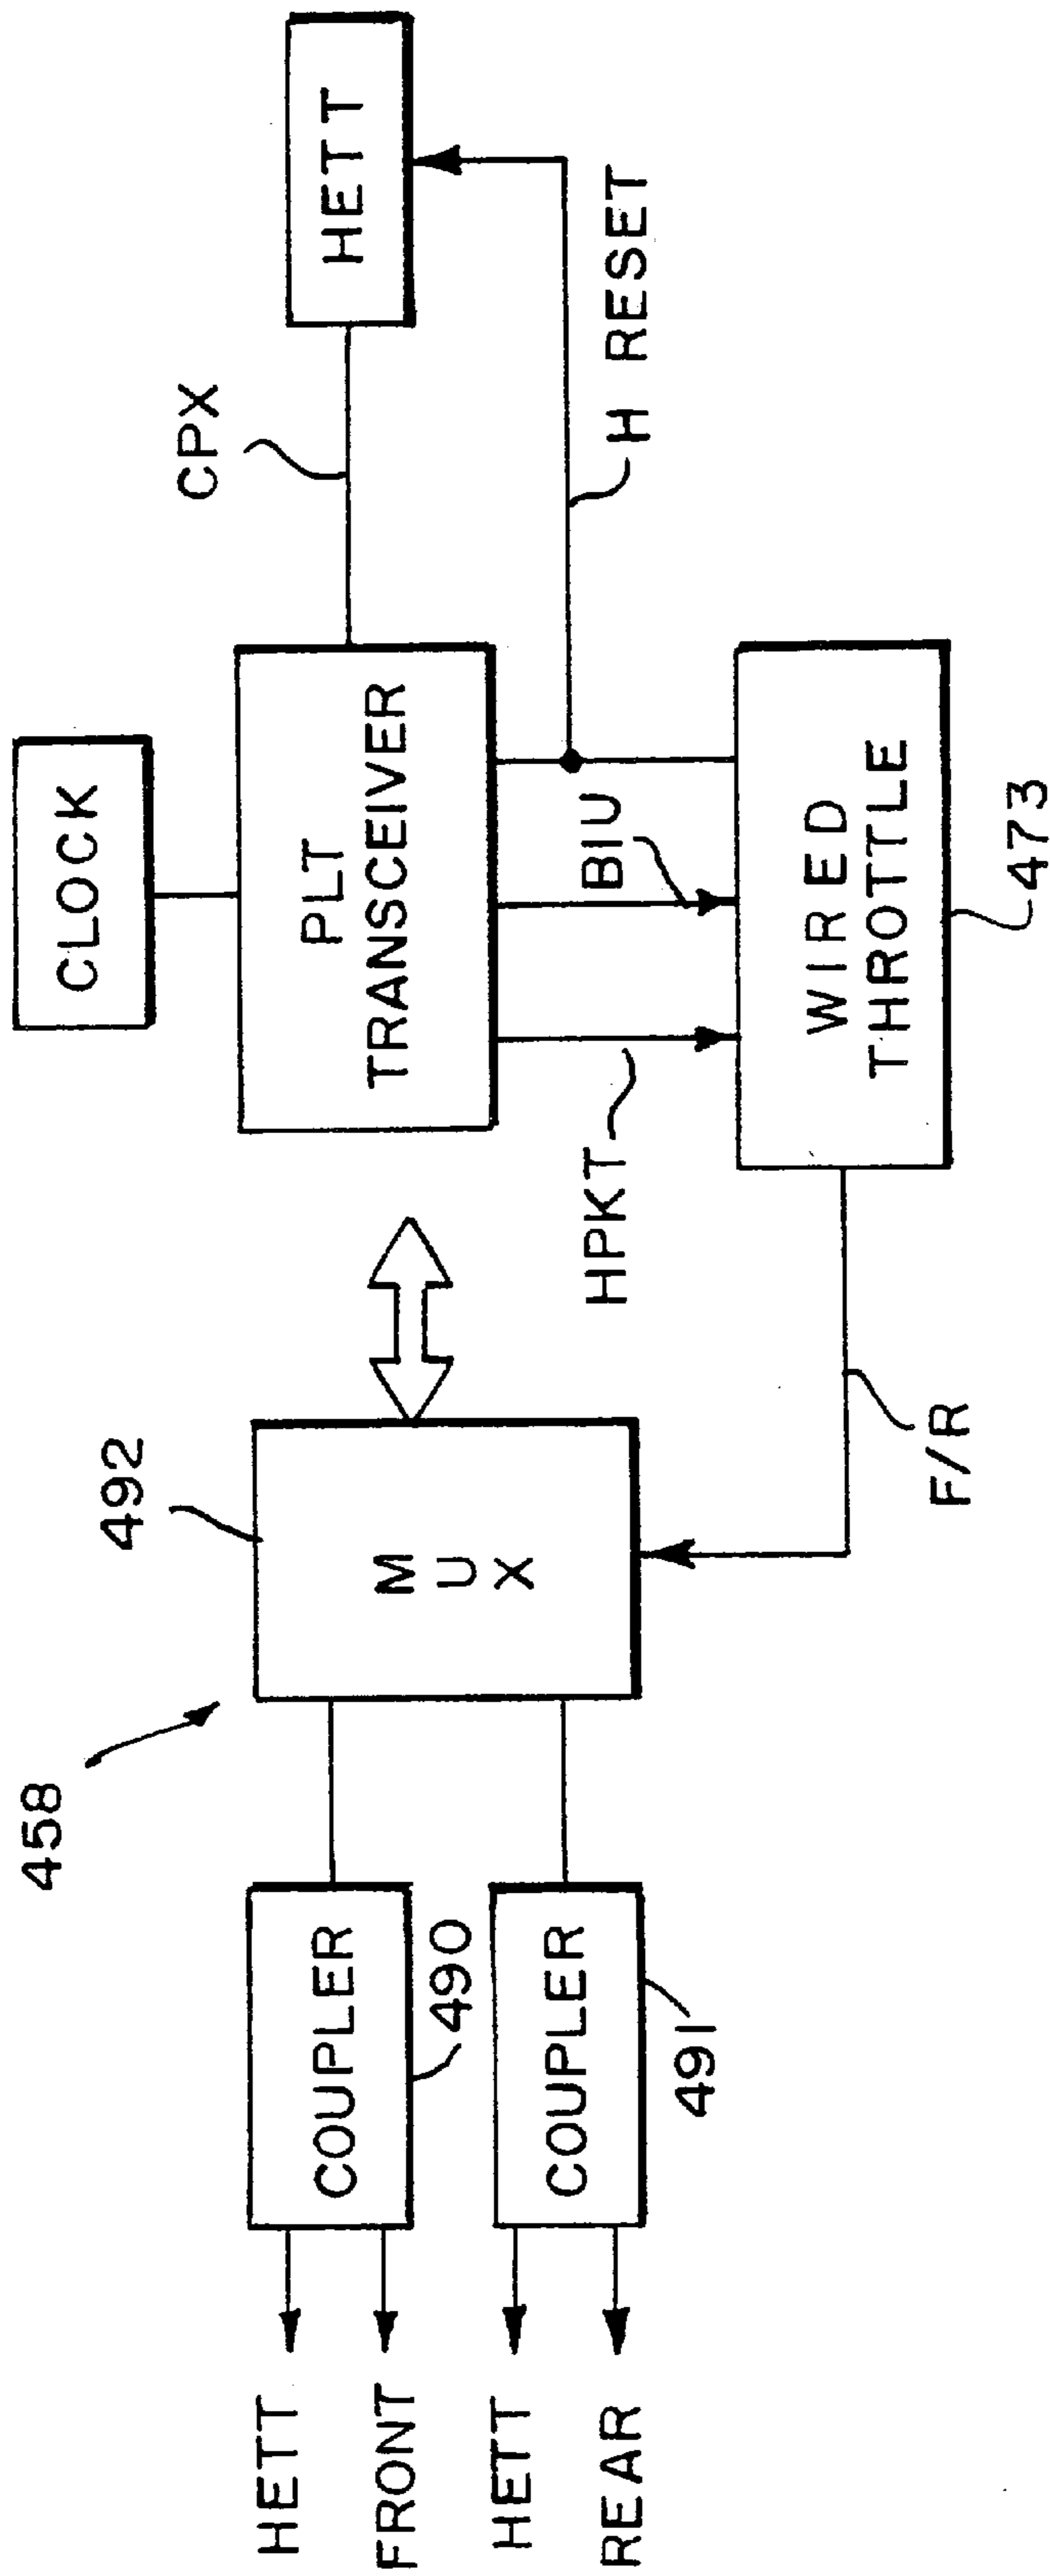 HETT
FRONT
HETT
REAR
COUPLER
490
COUPLER
491
458
492
M
U
X
F/R
CLOCK
PLT
TRANSCEIVER
CPX
HETT
HPKT
BIU
H RESET
WIRED
THROTTLE
473